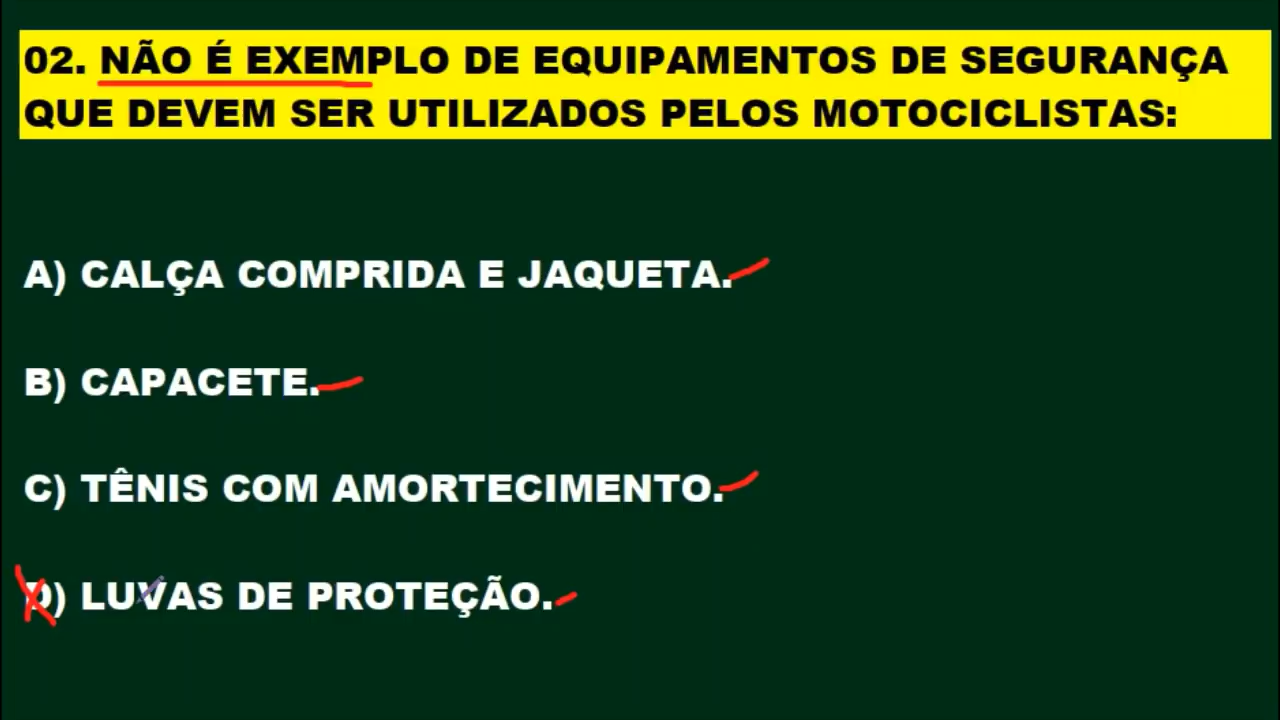 02. NÃO É EXEMPLO DE EQUIPAMENTOS DE SEGURANÇA
QUE DEVEM SER UTILIZADOS PELOS MOTOCICLISTAS:
A) CALÇA COMPRIDA E JAQUETA.
B) CAPACETE.
C) TÊNIS COM AMORTECIMENTO.
D) LUVAS DE PROTEÇÃO.